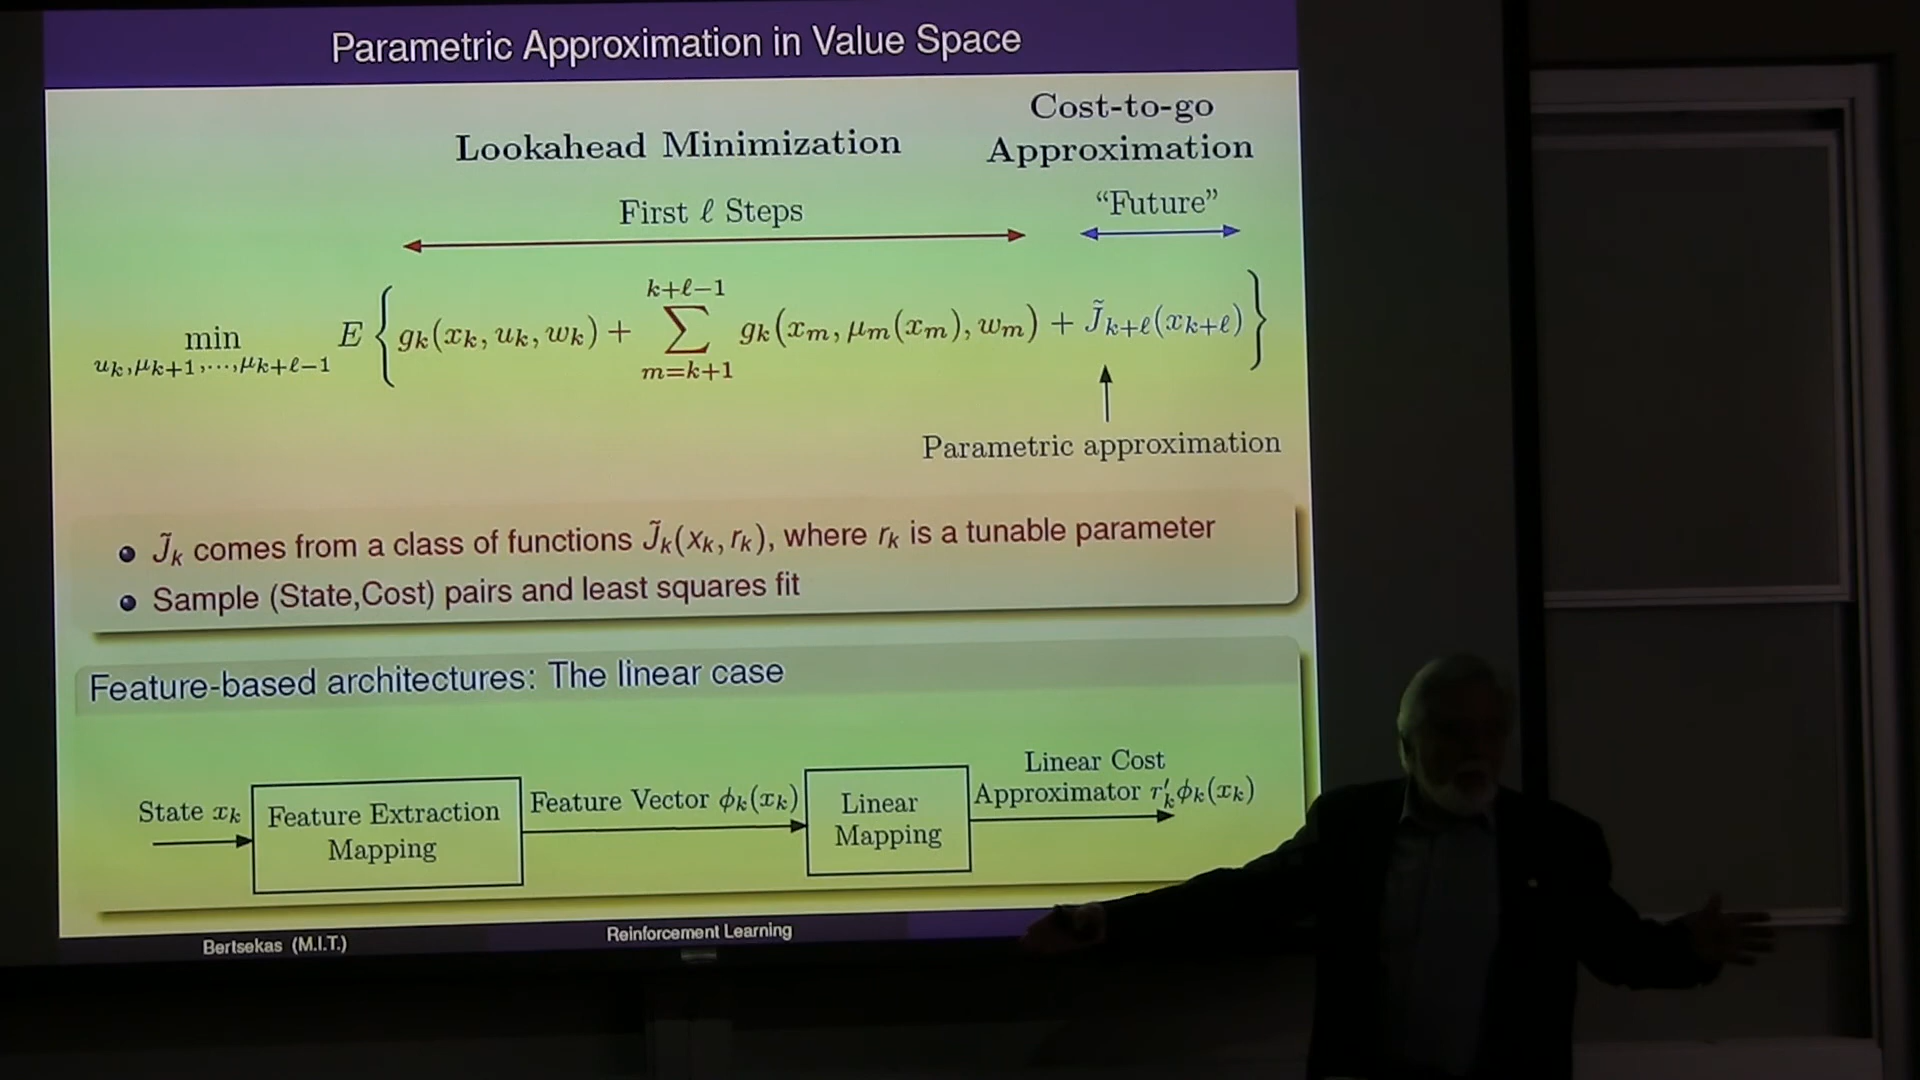 Parametric Approximation in Value Space
Cost-to-go
Lookahead Minimization
Approximation
First ℓ Steps
“Future”
min_{u_k,μ_{k+1},...,μ_{k+ℓ−1}} E { g_k(x_k, u_k, w_k) + ∑_{m=k+1}^{k+ℓ−1} g_k(x_m, μ_m(x_m), w_m) + J̃_{k+ℓ}(x_{k+ℓ}) }
Parametric approximation
J̃_k comes from a class of functions J̃_k(x_k, r_k), where r_k is a tunable parameter
Sample (State,Cost) pairs and least squares fit
Feature-based architectures: The linear case
State x_k
Feature Extraction
Mapping
Feature Vector ϕ_k(x_k)
Linear
Mapping
Linear Cost
Approximator r′_kϕ_k(x_k)
Bertsekas (M.I.T.)
Reinforcement Learning